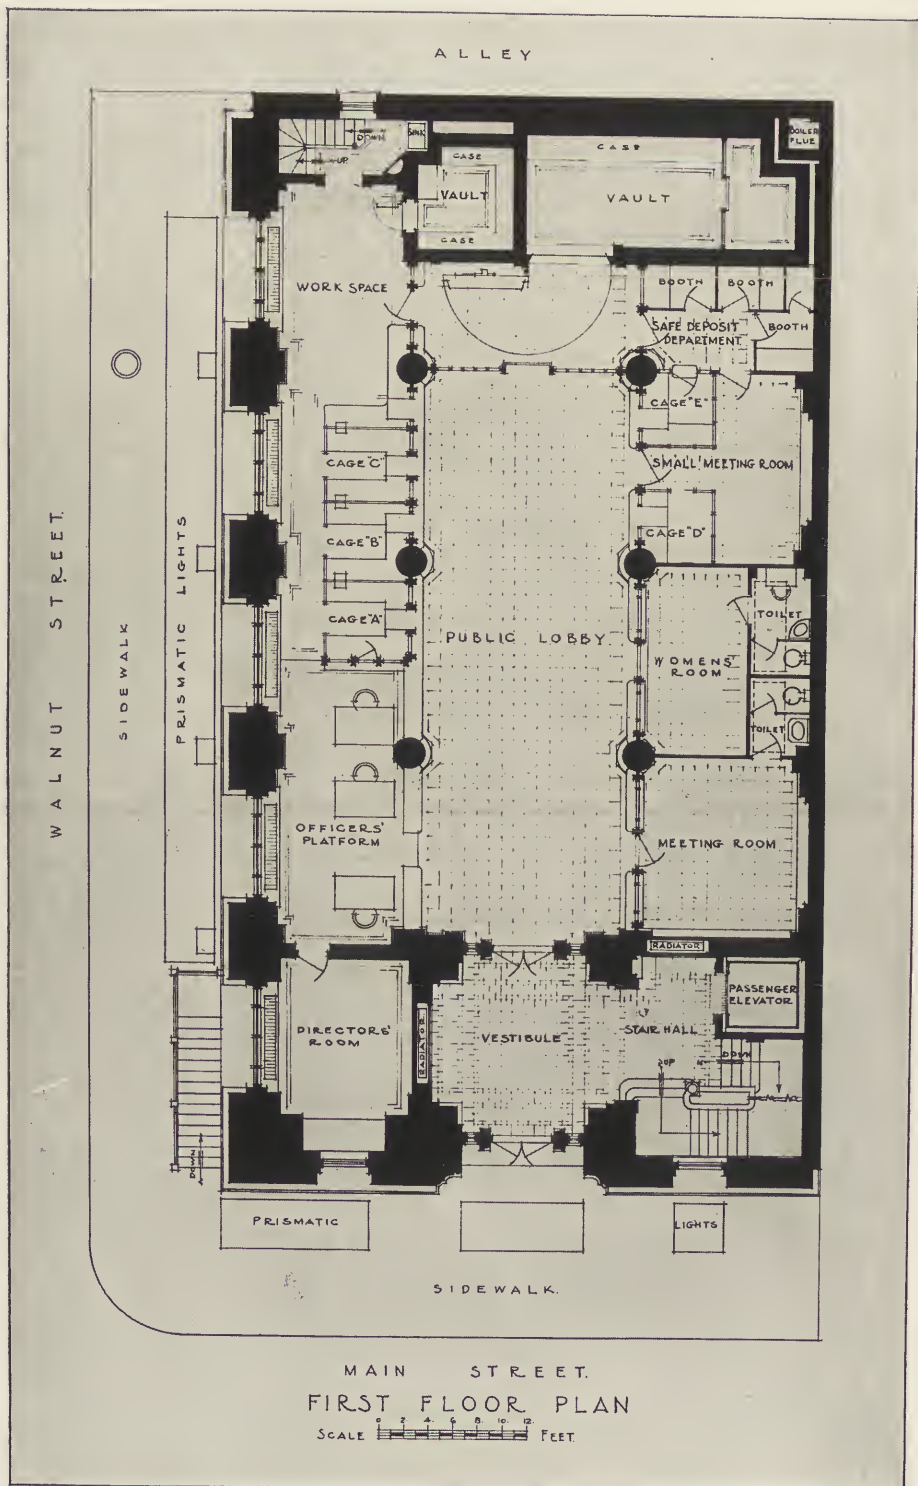 ALLEY
DOWN
UP
SINK
CASE
VAULT
CASE
CASE
VAULT
BOILER
FLUE
WORK SPACE
BOOTH
BOOTH
SAFE DEPOSIT
DEPARTMENT
BOOTH
CAGE "E"
CAGE "C"
SMALL MEETING ROOM
CAGE "B"
CAGE "D"
CAGE "A"
PUBLIC LOBBY
WOMENS'
ROOM
TOILET
TOILET
WALNUT STREET.
SIDEWALK
PRISMATIC LIGHTS
OFFICERS'
PLATFORM
MEETING ROOM
RADIATOR
PASSENGER
ELEVATOR
DIRECTORS'
ROOM
RADIATOR
VESTIBULE
STAIR HALL
UP
DOWN
DOWN
PRISMATIC
LIGHTS
SIDEWALK.
MAIN STREET.
FIRST FLOOR PLAN
0 2 4. 6 8. 10. 12.
SCALE FEET.